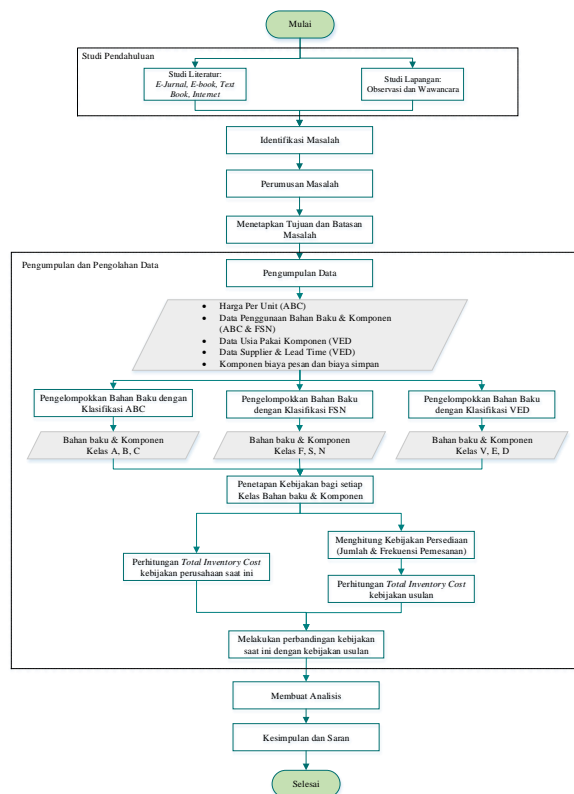 Mulai
Studi Pendahuluan
Studi Literatur:
E-Jurnal, E-book, Text
Book, Internet
Studi Lapangan:
Observasi dan Wawancara
Identifikasi Masalah
Perumusan Masalah
Menetapkan Tujuan dan Batasan
Masalah
Pengumpulan dan Pengolahan Data
Pengumpulan Data
• Harga Per Unit (ABC)
• Data Penggunaan Bahan Baku & Komponen
(ABC & FSN)
• Data Usia Pakai Komponen (VED
• Data Supplier & Lead Time (VED)
• Komponen biaya pesan dan biaya simpan
Pengelompokkan Bahan Baku dengan
Klasifikasi ABC
Pengelompokkan Bahan Baku
dengan Klasifikasi FSN
Pengelompokkan Bahan Baku
dengan Klasifikasi VED
Bahan baku & Komponen
Kelas A, B, C
Bahan baku & Komponen
Kelas F, S, N
Bahan baku & Komponen
Kelas V, E, D
Penetapan Kebijakan bagi setiap
Kelas Bahan baku & Komponen
Perhitungan Total Inventory Cost
kebijakan perusahaan saat ini
Menghitung Kebijakan Persediaan
(Jumlah & Frekuensi Pemesanan)
Perhitungan Total Inventory Cost
kebijakan usulan
Melakukan perbandingan kebijakan
saat ini dengan kebijakan usulan
Membuat Analisis
Kesimpulan dan Saran
Selesai